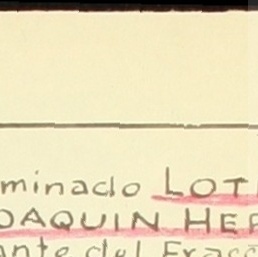 minado LOT
OAQUIN HER
ante del Fracc